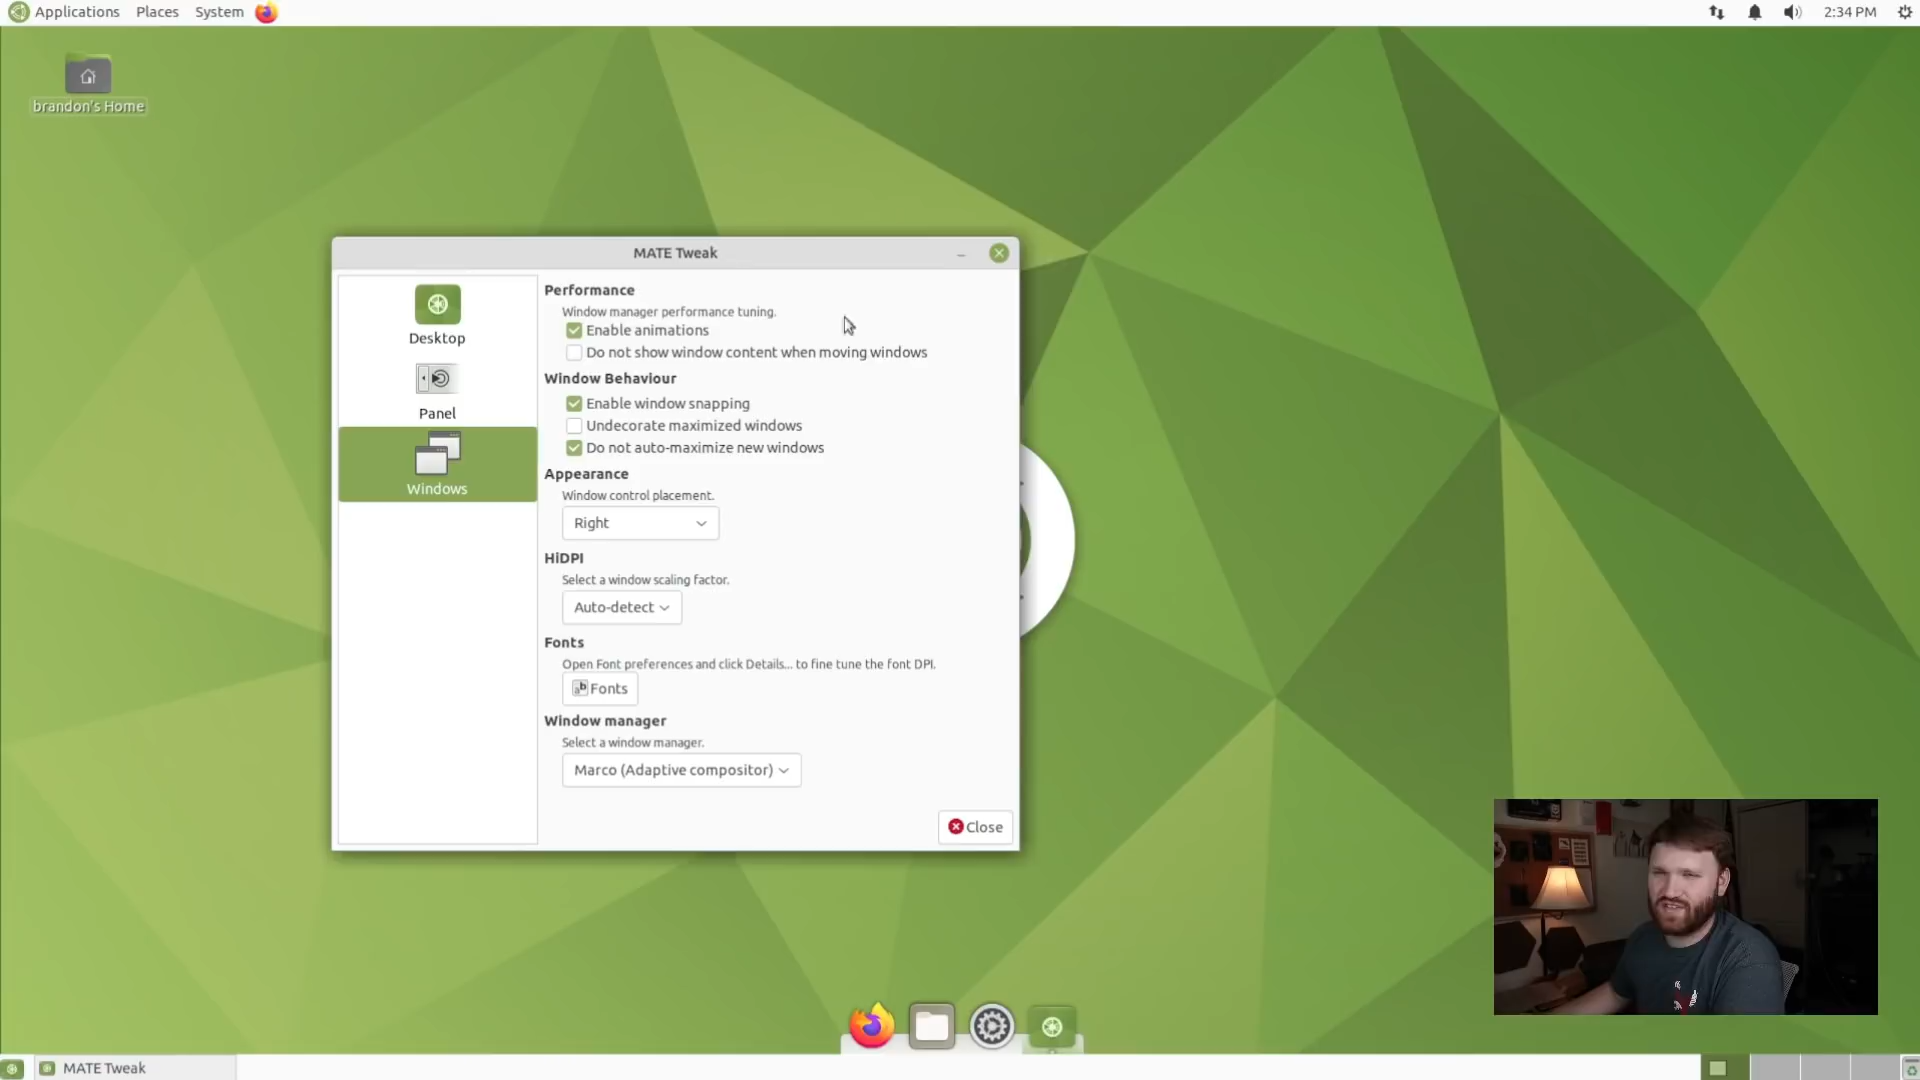 Applications Places System
2:34 PM
brandon's Home
MATE Tweak
Desktop
Panel
Windows
Performance
Window manager performance tuning.
Enable animations
Do not show window content when moving windows
Window Behaviour
Enable window snapping
Undecorate maximized windows
Do not auto-maximize new windows
Appearance
Window control placement.
Right
HiDPI
Select a window scaling factor.
Auto-detect
Fonts
Open Font preferences and click Details... to fine tune the font DPI.
Fonts
Window manager
Select a window manager.
Marco (Adaptive compositor)
Close
MATE Tweak